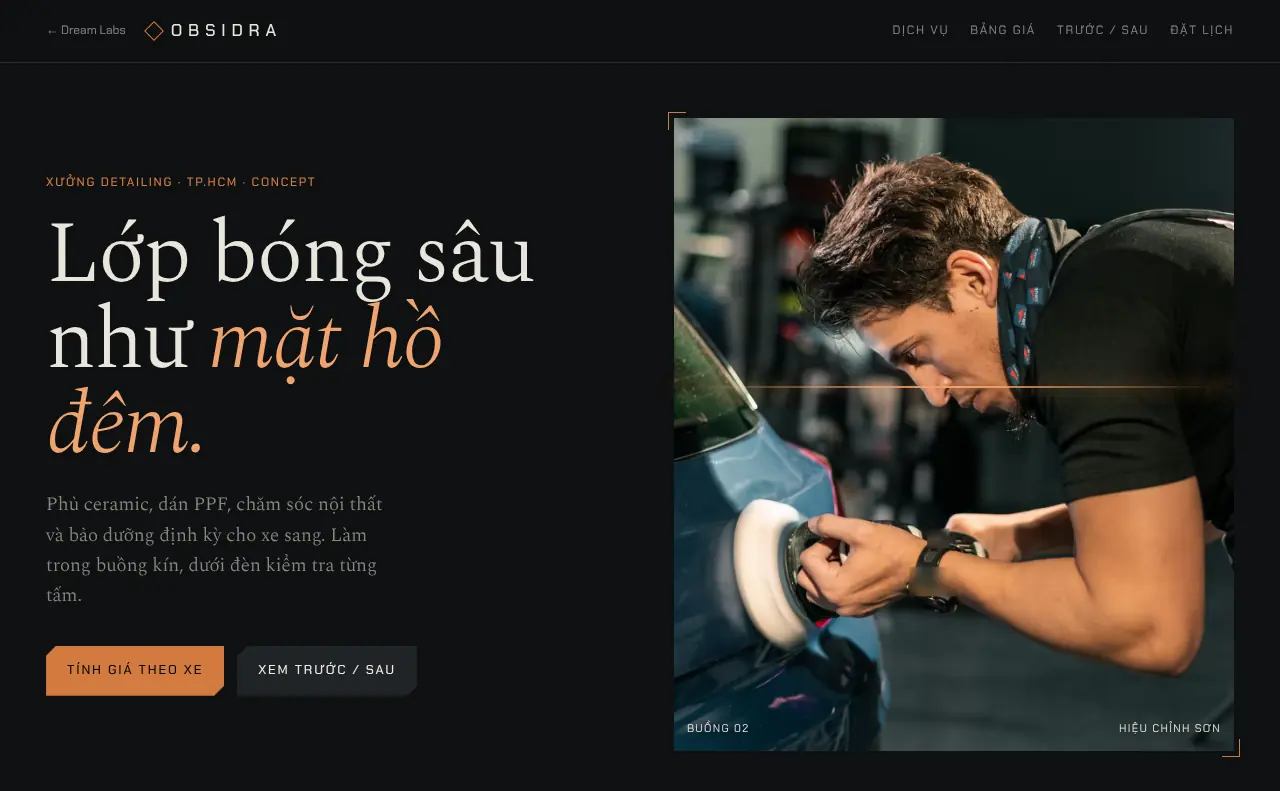 ← Dream Labs
OBSIDRA
DỊCH VỤ
BẢNG GIÁ
TRƯỚC / SAU
ĐẶT LỊCH
XƯỞNG DETAILING · TP.HCM · CONCEPT
Lớp bóng sâu
như mặt hồ
đêm.
Phủ ceramic, dán PPF, chăm sóc nội thất
và bảo dưỡng định kỳ cho xe sang. Làm
trong buồng kín, dưới đèn kiểm tra từng
tấm.
TÍNH GIÁ THEO XE
XEM TRƯỚC / SAU
BUỒNG 02
HIỆU CHỈNH SƠN